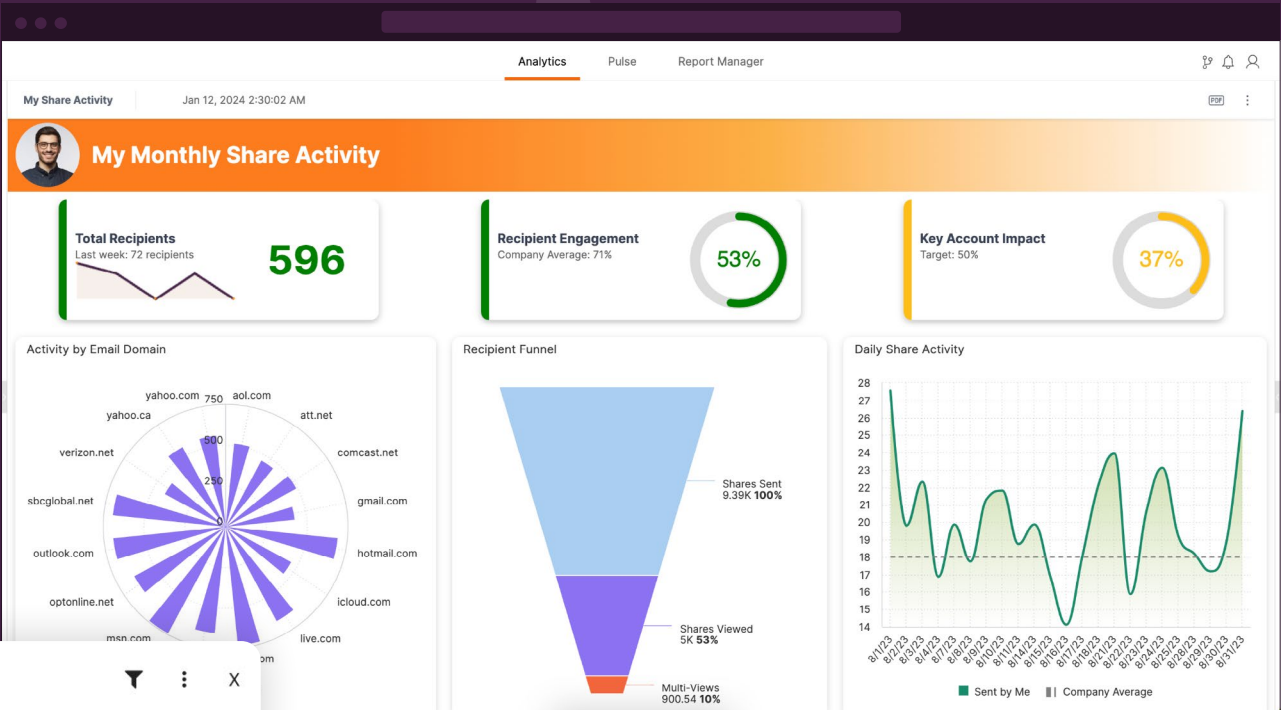 Analytics
Pulse
Report Manager
My Share Activity
Jan 12, 2024 2:30:02 AM
PDF
My Monthly Share Activity
Total Recipients
Last week: 72 recipients
596
Recipient Engagement
Company Average: 71%
53%
Key Account Impact
Target: 50%
37%
Activity by Email Domain
yahoo.com
750
aol.com
yahoo.ca
att.net
500
verizon.net
comcast.net
250
sbcglobal.net
gmail.com
0
outlook.com
hotmail.com
optonline.net
icloud.com
msn.com
live.com
om
X
Recipient Funnel
Shares Sent
9.39K 100%
Shares Viewed
5K 53%
Multi-Views
900.54 10%
Daily Share Activity
28
27
26
25
24
23
22
21
20
19
18
17
16
15
14
8/1/23
8/2/23
8/3/23
8/4/23
8/7/23
8/8/23
8/9/23
8/10/23
8/11/23
8/14/23
8/15/23
8/16/23
8/17/23
8/18/23
8/21/23
8/22/23
8/23/23
8/24/23
8/25/23
8/28/23
8/29/23
8/30/23
8/31/23
Sent by Me
Company Average